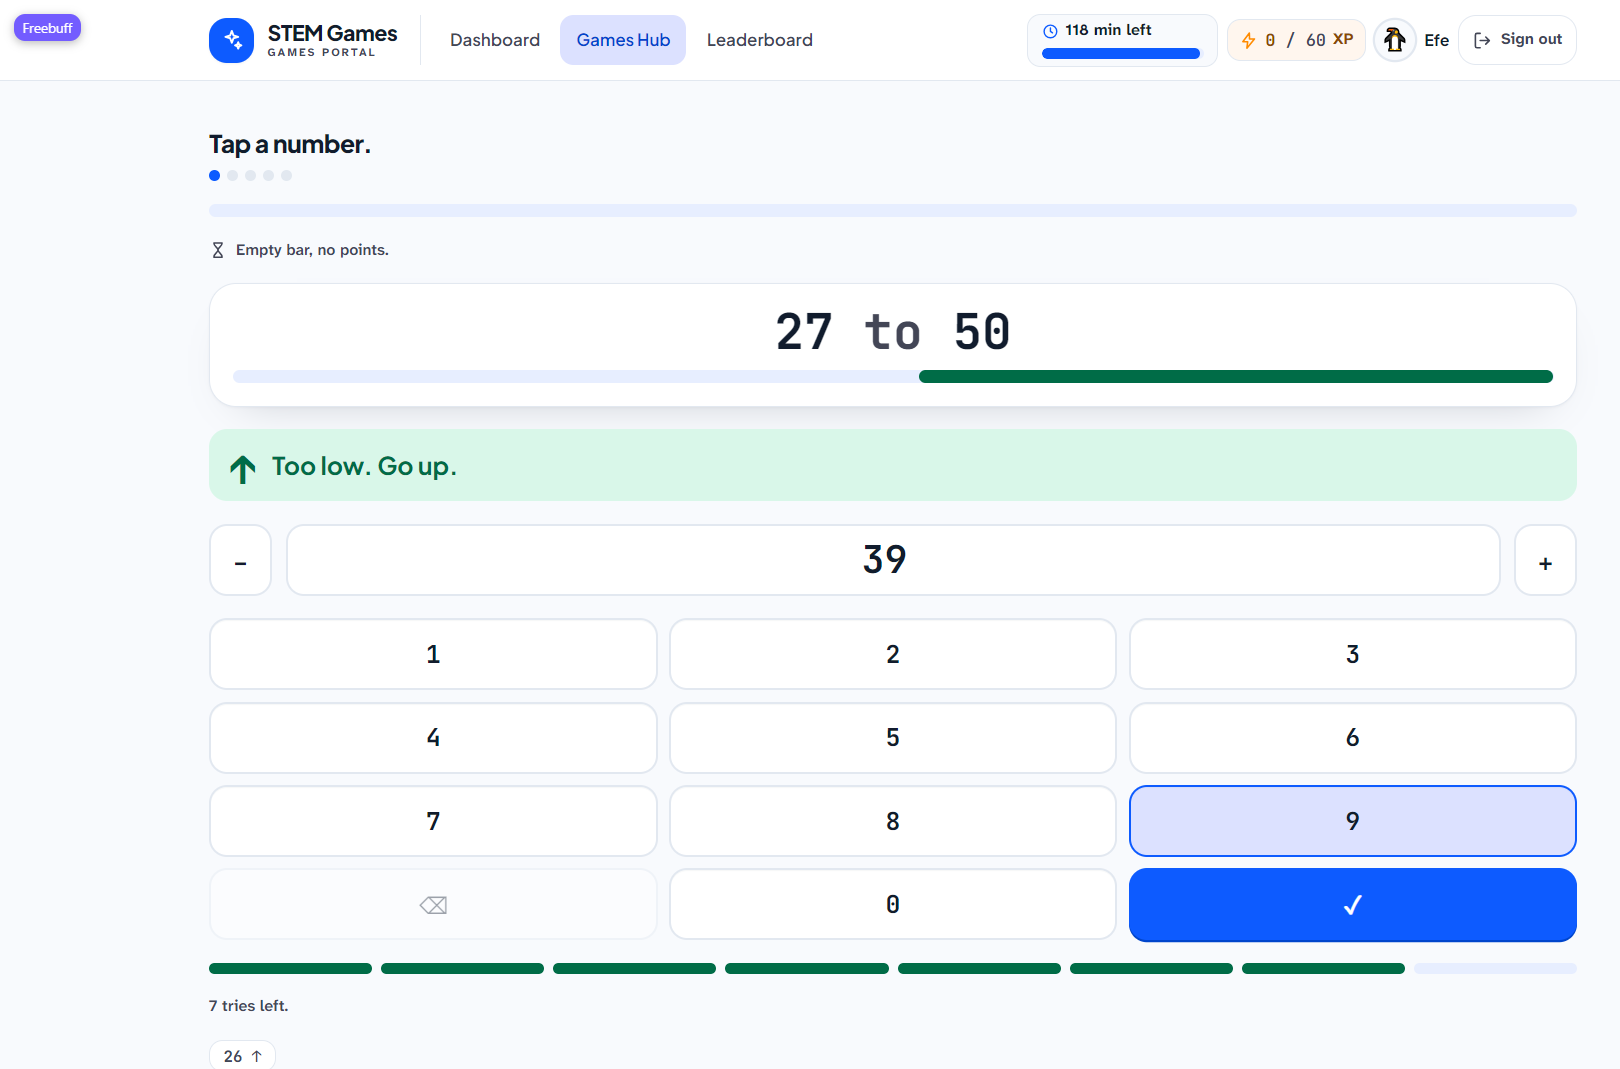 Freebuff
STEM Games
GAMES PORTAL
Dashboard
Games Hub
Leaderboard
118 min left
0 / 60 XP
Efe
Sign out
Tap a number.
Empty bar, no points.
27 to 50
↑ Too low. Go up.
- 39 +
1 2 3
4 5 6
7 8 9
⌫ 0 ✓
7 tries left.
26 ↑